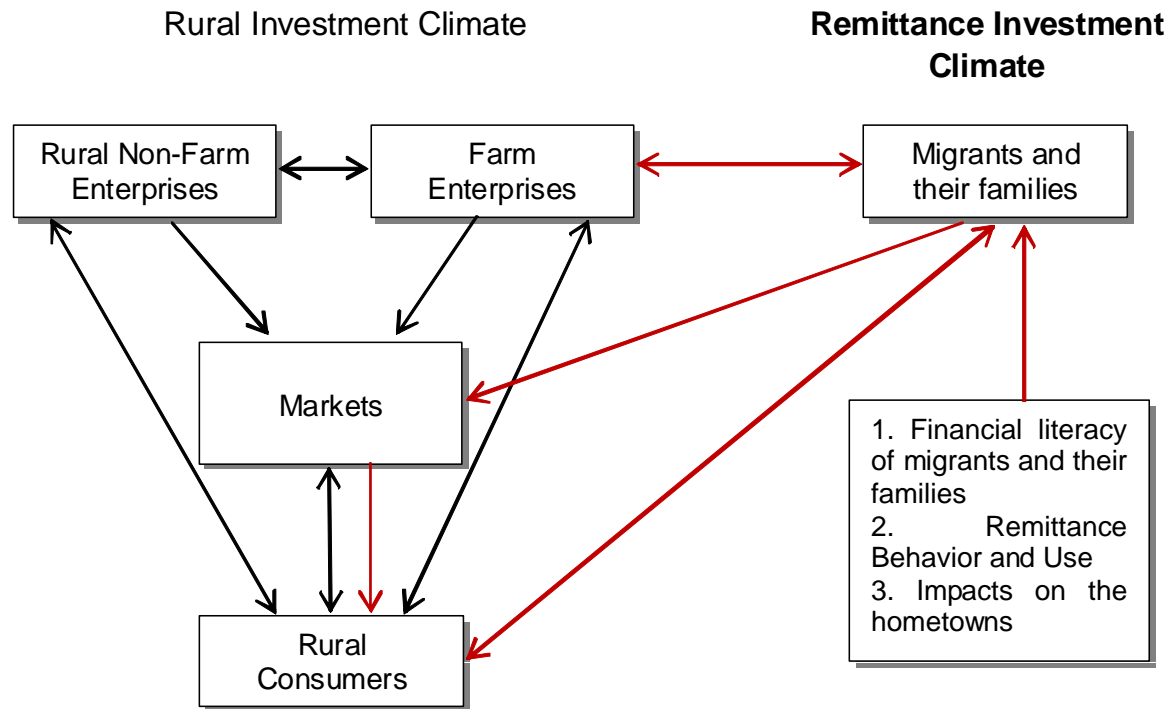 Rural Investment Climate
Remittance Investment
Climate
Rural Non-Farm
Enterprises
Farm
Enterprises
Migrants and
their families
Markets
1. Financial literacy
of migrants and their
families
2. Remittance
Behavior and Use
3. Impacts on the
hometowns
Rural
Consumers